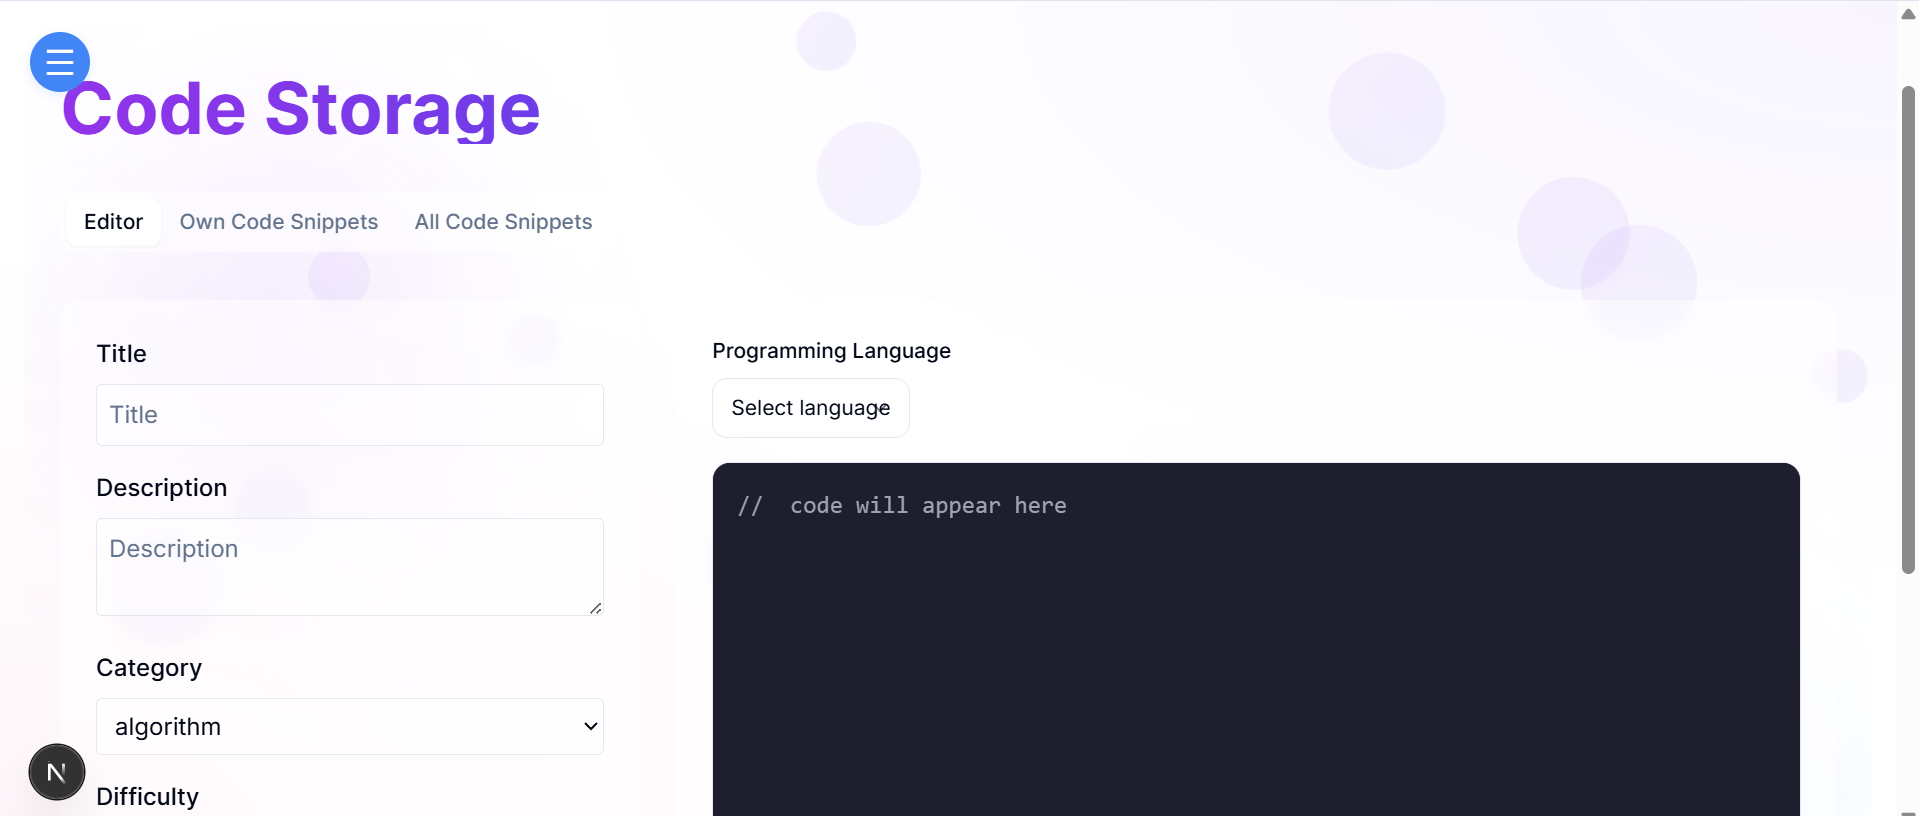 Code Storage
Editor
Own Code Snippets
All Code Snippets
Title
Title
Description
Description
Category
algorithm
Difficulty
Programming Language
Select language
//  code will appear here
N